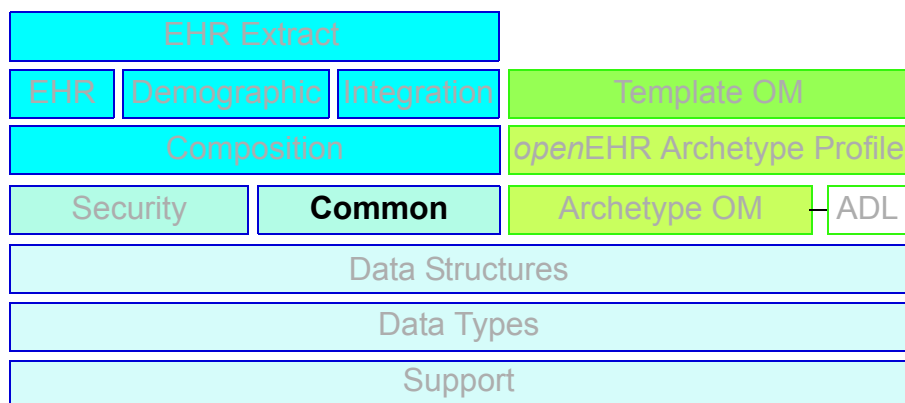 EHR Extract
EHR Demographic Integration Template OM
Composition openEHR Archetype Profile
Security Common Archetype OM ADL
Data Structures
Data Types
Support